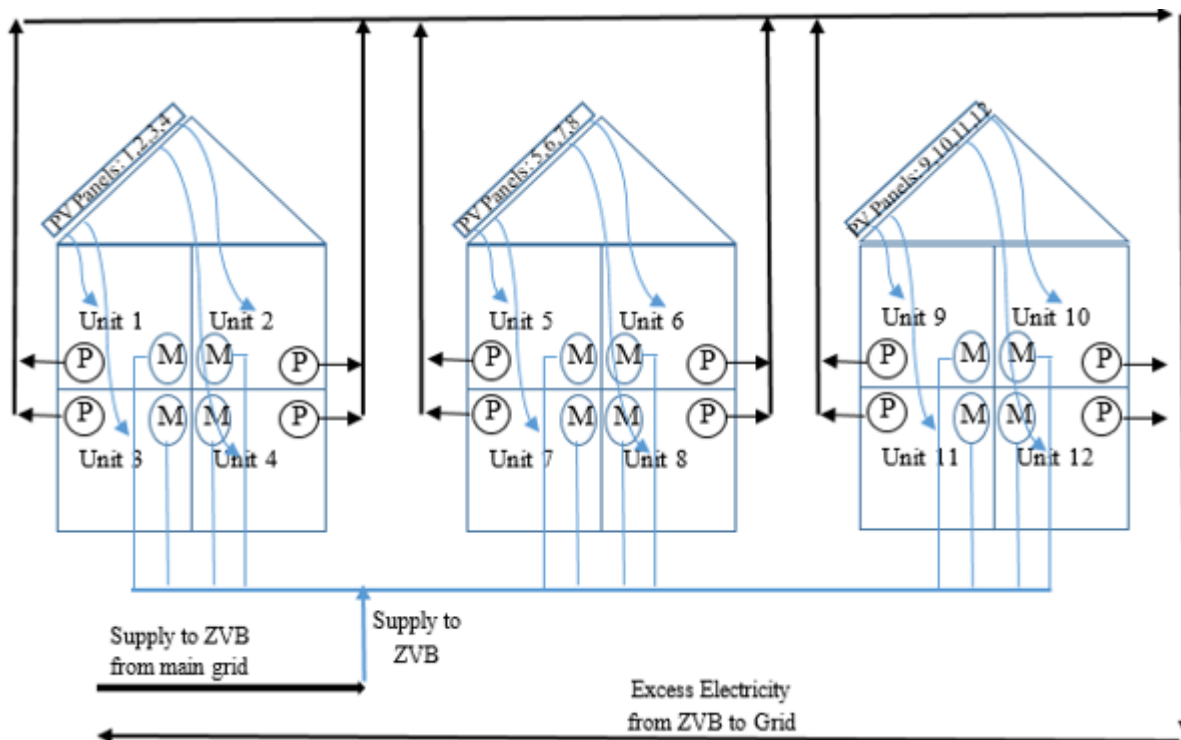 PV Panels: 1,2,3,4
PV Panels: 5,6,7,8
PV Panels: 9,10,11,12
Unit 1
Unit 2
Unit 5
Unit 6
Unit 9
Unit 10
P
M
M
P
P
M
M
P
P
M
M
P
P
M
M
P
P
M
M
P
P
M
M
P
Unit 3
Unit 4
Unit 7
Unit 8
Unit 11
Unit 12
Supply to ZVB
from main grid
Supply to
ZVB
Excess Electricity
from ZVB to Grid